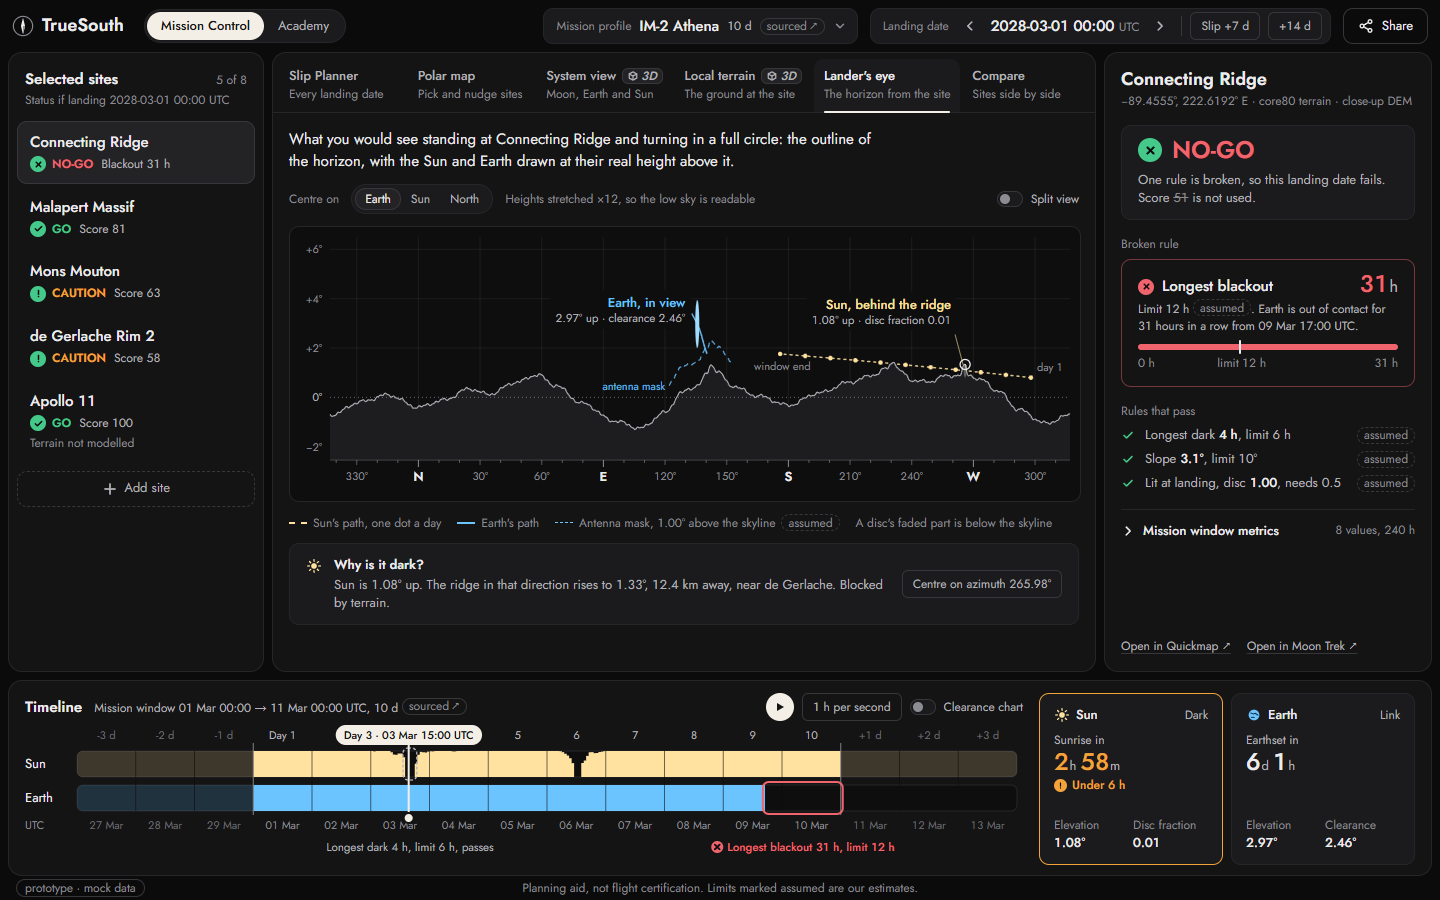 TrueSouth
Mission Control
Academy
Mission profile IM-2 Athena 10 d sourced ↗
Landing date 2028-03-01 00:00 UTC
Slip +7 d
+14 d
Share
Selected sites 5 of 8
Status if landing 2028-03-01 00:00 UTC
Connecting Ridge
NO-GO Blackout 31 h
Malapert Massif
GO Score 81
Mons Mouton
CAUTION Score 63
de Gerlache Rim 2
CAUTION Score 58
Apollo 11
GO Score 100
Terrain not modelled
+ Add site
Slip Planner
Every landing date
Polar map
Pick and nudge sites
System view 3D
Moon, Earth and Sun
Local terrain 3D
The ground at the site
Lander's eye
The horizon from the site
Compare
Sites side by side
What you would see standing at Connecting Ridge and turning in a full circle: the outline of
the horizon, with the Sun and Earth drawn at their real height above it.
Centre on Earth Sun North Heights stretched ×12, so the low sky is readable
Split view
+6°
+4°
+2°
0°
−2°
Earth, in view
2.97° up · clearance 2.46°
Sun, behind the ridge
1.08° up · disc fraction 0.01
antenna mask
window end
day 1
330° N 30° 60° E 120° 150° S 210° 240° W 300°
Sun's path, one dot a day
Earth's path
Antenna mask, 1.00° above the skyline assumed
A disc's faded part is below the skyline
Why is it dark?
Sun is 1.08° up. The ridge in that direction rises to 1.33°, 12.4 km away, near de Gerlache. Blocked
by terrain.
Centre on azimuth 265.98°
Connecting Ridge
−89.4555°, 222.6192° E · core80 terrain · close-up DEM
NO-GO
One rule is broken, so this landing date fails.
Score 51 is not used.
Broken rule
Longest blackout 31 h
Limit 12 h assumed . Earth is out of contact for
31 hours in a row from 09 Mar 17:00 UTC.
0 h limit 12 h 31 h
Rules that pass
Longest dark 4 h, limit 6 h assumed
Slope 3.1°, limit 10° assumed
Lit at landing, disc 1.00, needs 0.5 assumed
Mission window metrics 8 values, 240 h
Open in Quickmap ↗
Open in Moon Trek ↗
Timeline Mission window 01 Mar 00:00 → 11 Mar 00:00 UTC, 10 d sourced ↗
1 h per second
Clearance chart
-3 d -2 d -1 d Day 1 Day 3 · 03 Mar 15:00 UTC 5 6 7 8 9 10 +1 d +2 d +3 d
Sun
Earth
UTC 27 Mar 28 Mar 29 Mar 01 Mar 02 Mar 03 Mar 04 Mar 05 Mar 06 Mar 07 Mar 08 Mar 09 Mar 10 Mar 11 Mar 12 Mar 13 Mar
Longest dark 4 h, limit 6 h, passes
Longest blackout 31 h, limit 12 h
Sun Dark
Sunrise in
2h 58m
Under 6 h
Elevation
1.08°
Disc fraction
0.01
Earth Link
Earthset in
6d 1h
Elevation
2.97°
Clearance
2.46°
prototype · mock data
Planning aid, not flight certification. Limits marked assumed are our estimates.